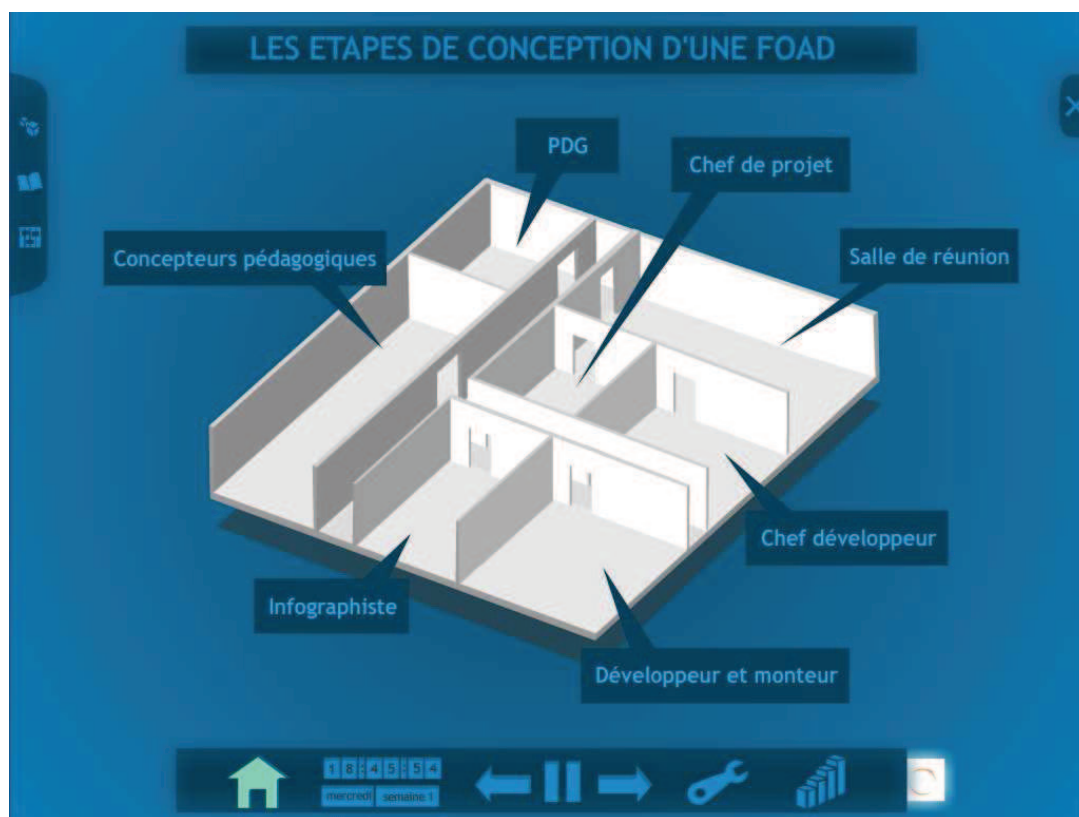 LES ETAPES DE CONCEPTION D'UNE FOAD
PDG
Chef de projet
Concepteurs pédagogiques
Salle de réunion
Chef développeur
Infographiste
Développeur et monteur
18:45:54
mercredi semaine 1